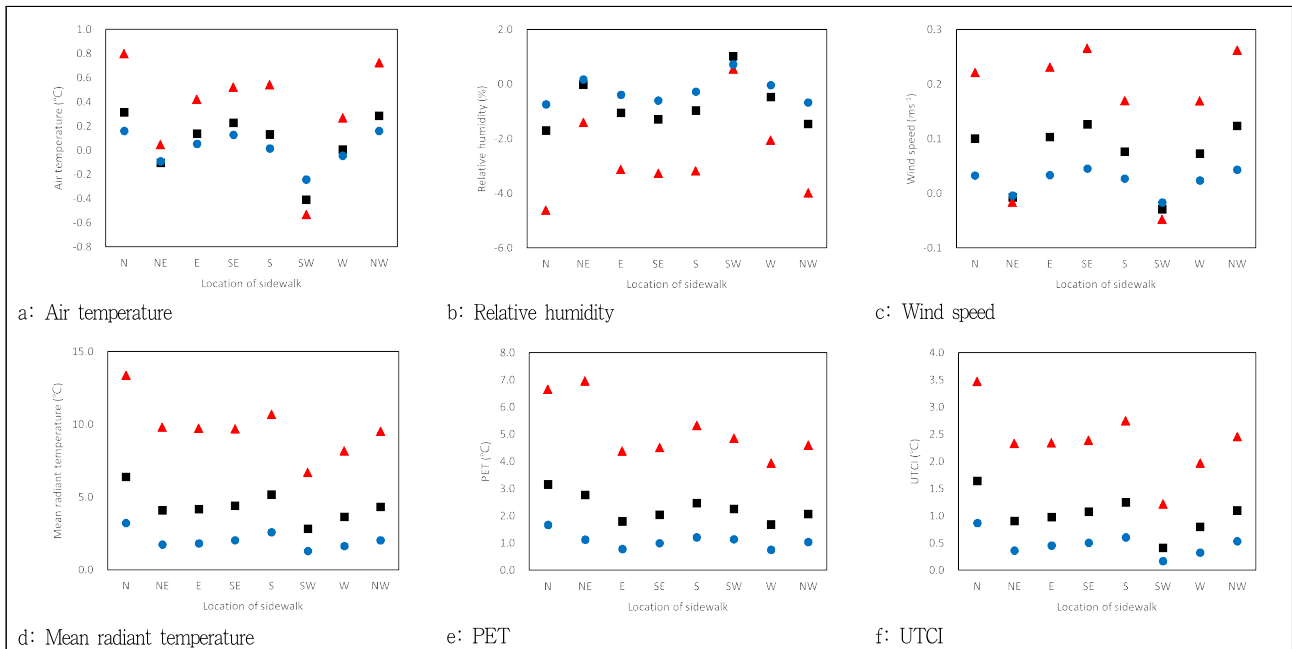 1.0
0.8
0.6
0.4
0.2
0.0
-0.2
-0.4
-0.6
-0.8
Air temperature (℃)
N NE E SE S SW W NW
Location of sidewalk
a: Air temperature
2.0
0.0
-2.0
-4.0
-6.0
Relative humidity (%)
N NE E SE S SW W NW
Location of sidewalk
b: Relative humidity
0.3
0.2
0.1
0.0
-0.1
Wind speed (ms⁻¹)
N NE E SE S SW W NW
Location of sidewalk
c: Wind speed
15.0
10.0
5.0
0.0
Mean radiant temperature (℃)
N NE E SE S SW W NW
Location of sidewalk
d: Mean radiant temperature
8.0
7.0
6.0
5.0
4.0
3.0
2.0
1.0
0.0
PET (℃)
N NE E SE S SW W NW
Location of sidewalk
e: PET
4.0
3.5
3.0
2.5
2.0
1.5
1.0
0.5
0.0
UTCI (℃)
N NE E SE S SW W NW
Location of sidewalk
f: UTCI